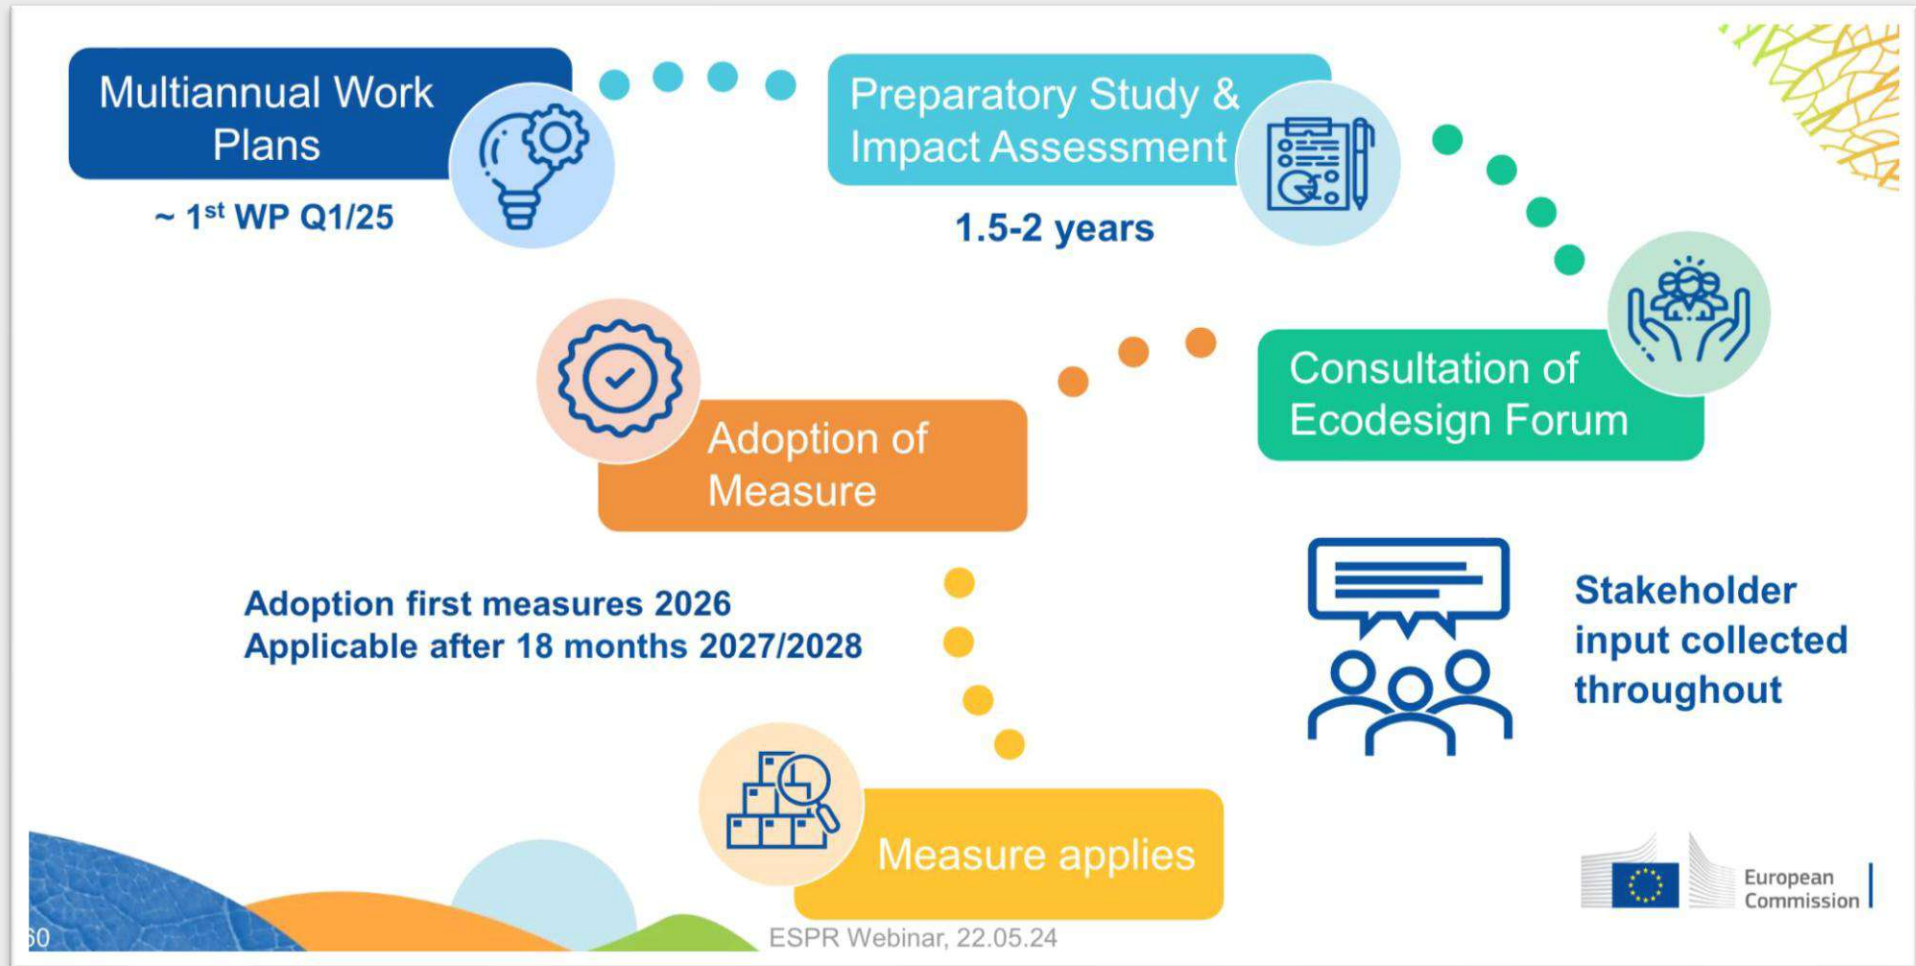 Multiannual Work
Plans
~ 1st WP Q1/25
Preparatory Study &
Impact Assessment
1.5-2 years
Consultation of
Ecodesign Forum
Adoption of
Measure
Adoption first measures 2026
Applicable after 18 months 2027/2028
Stakeholder
input collected
throughout
Measure applies
European
Commission
60
ESPR Webinar, 22.05.24